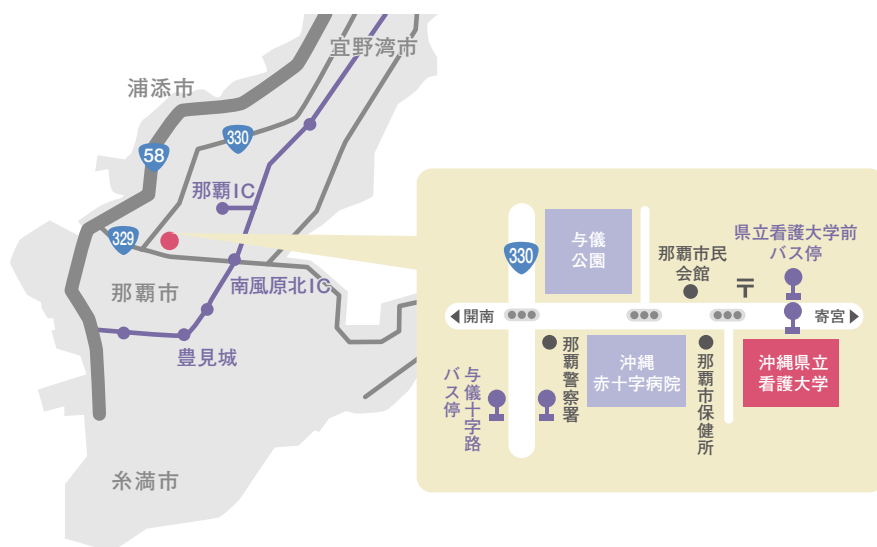 宜野湾市
浦添市
330
58
那覇IC
329
南風原北IC
那覇市
豊見城
糸満市
与儀
公園
330
那覇市民
会館
〒
県立看護大学前
バス停
開南
寄宮
那覇警察署
沖縄
赤十字病院
那覇市保健所
沖縄県立
看護大学
与儀十字路
バス停